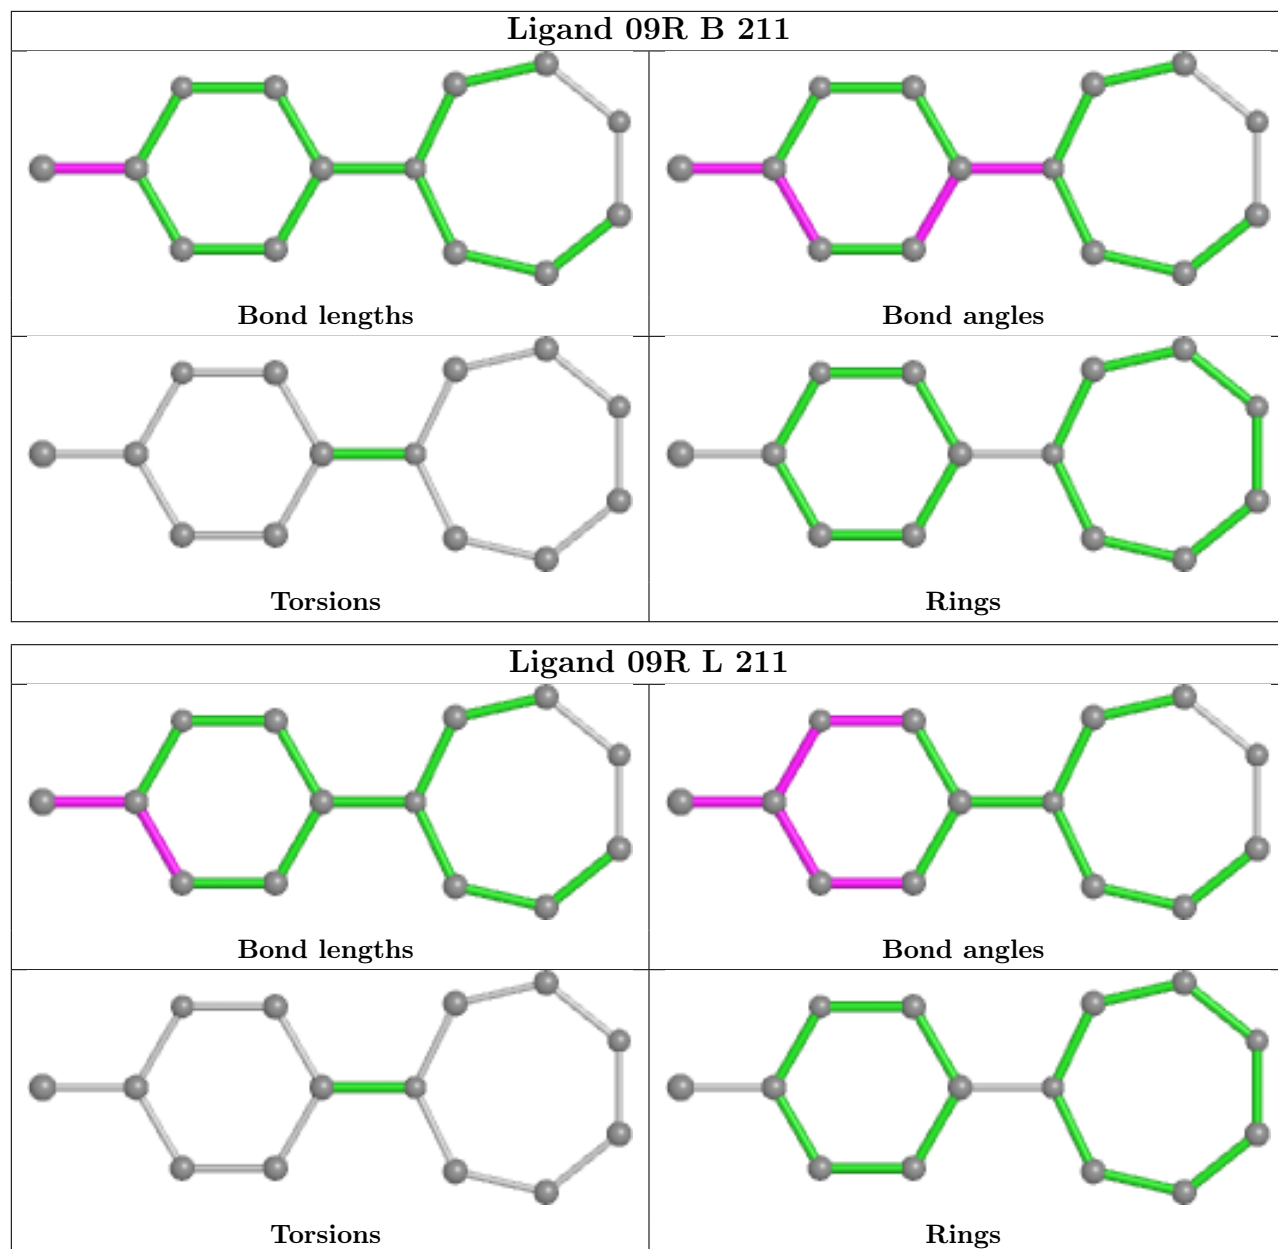 Ligand 09R B 211
Bond lengths
Bond angles
Torsions
Rings
Ligand 09R L 211
Bond lengths
Bond angles
Torsions
Rings